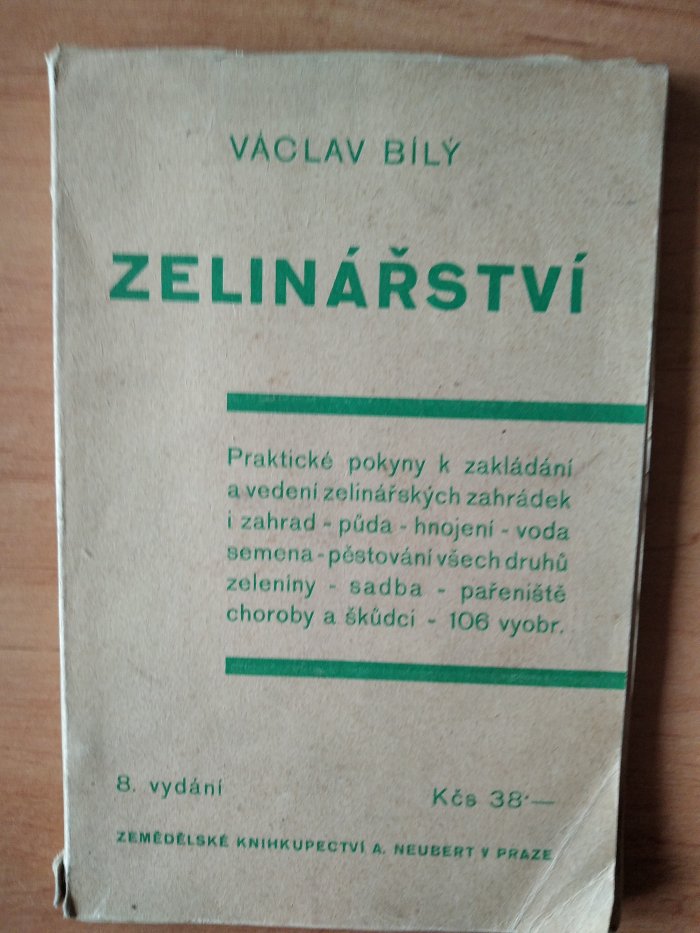 VÁCLAV BÍLÝ
ZELINÁŘSTVÍ
Praktické pokyny k zakládání
a vedení zelinářských zahrádek
i zahrad - půda - hnojení - voda
semena - pěstování všech druhů
zeleniny - sadba - pařeniště
choroby a škůdci - 106 vyobr.
8. vydání
Kčs 38·—
ZEMĚDĚLSKÉ KNIHKUPECTVÍ A. NEUBERT V PRAZE